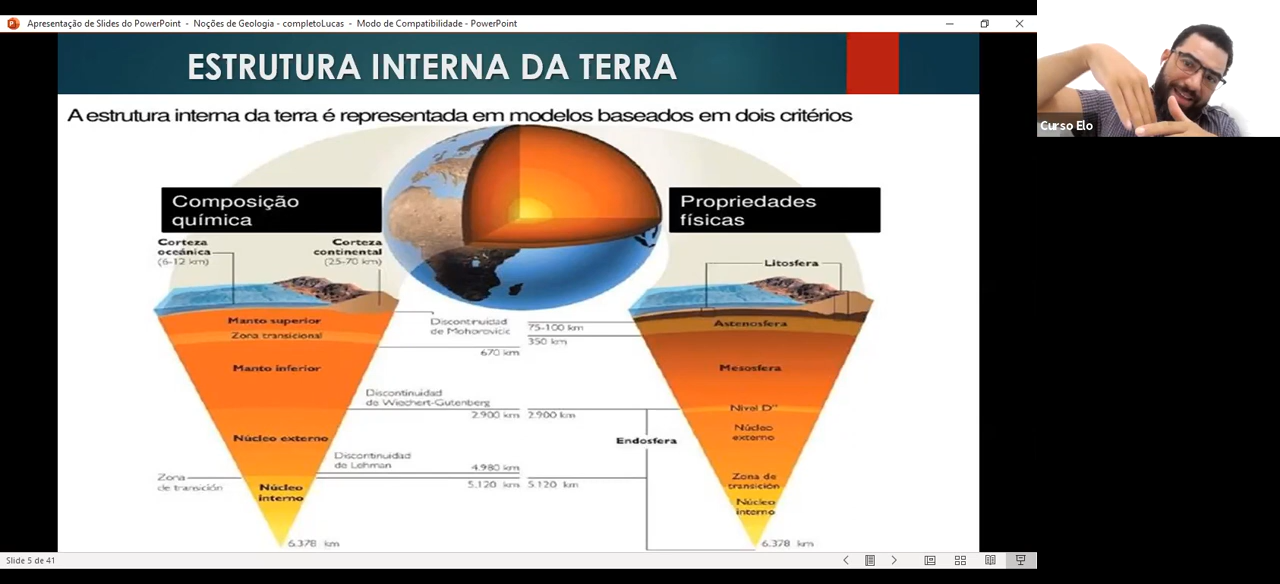 Apresentação de Slides do PowerPoint - Noções de Geologia - completoLucas - Modo de Compatibilidade - PowerPoint
ESTRUTURA INTERNA DA TERRA
A estrutura interna da terra é representada em modelos baseados em dois critérios
Curso Elo
Composição
química
Corteza
oceánica
(6-12 km)
Corteza
continental
(25-70 km)
Manto superior
Zona transicional
Manto inferior
Núcleo externo
Zona
de transición
Núcleo
interno
6.378 km
Discontinuidad
de Mohorovicic
670 km
Discontinuidad
de Wiechert-Gutenberg
2.900 km
Discontinuidad
de Lehman
4.980 km
5.120 km
75-100 km
350 km
2.900 km
Endosfera
5.120 km
Propriedades
físicas
Litosfera
Astenosfera
Mesosfera
Nivel D"
Núcleo
externo
Zona de
transición
Núcleo
interno
6.378 km
Slide 5 de 41